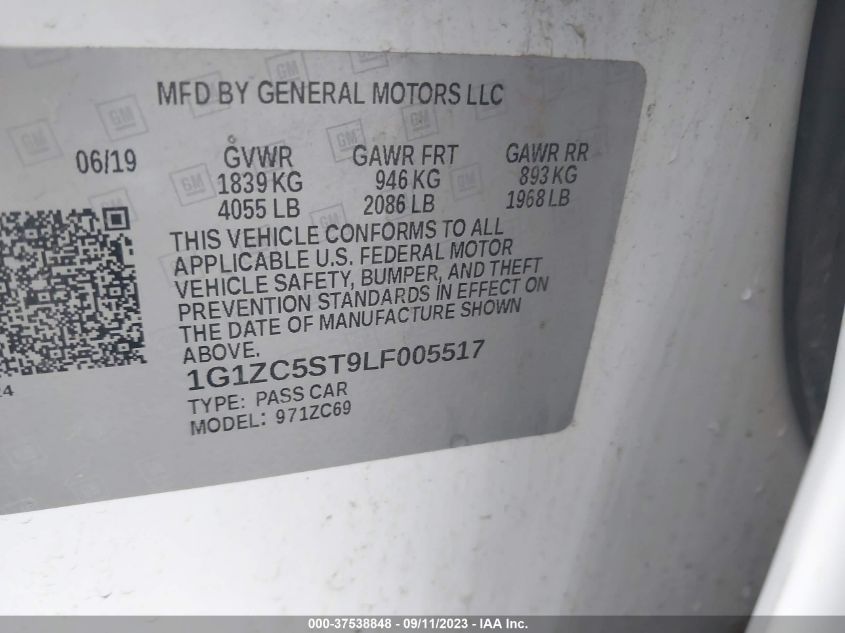 MFD BY GENERAL MOTORS LLC
06/19 GVWR GAWR FRT GAWR RR
1839 KG 946 KG 893 KG
4055 LB 2086 LB 1968 LB
THIS VEHICLE CONFORMS TO ALL
APPLICABLE U.S. FEDERAL MOTOR
VEHICLE SAFETY, BUMPER, AND THEFT
PREVENTION STANDARDS IN EFFECT ON
THE DATE OF MANUFACTURE SHOWN
ABOVE.
1G1ZC5ST9LF005517
TYPE: PASS CAR
MODEL: 971ZC69
000-37538848 - 09/11/2023 - IAA Inc.